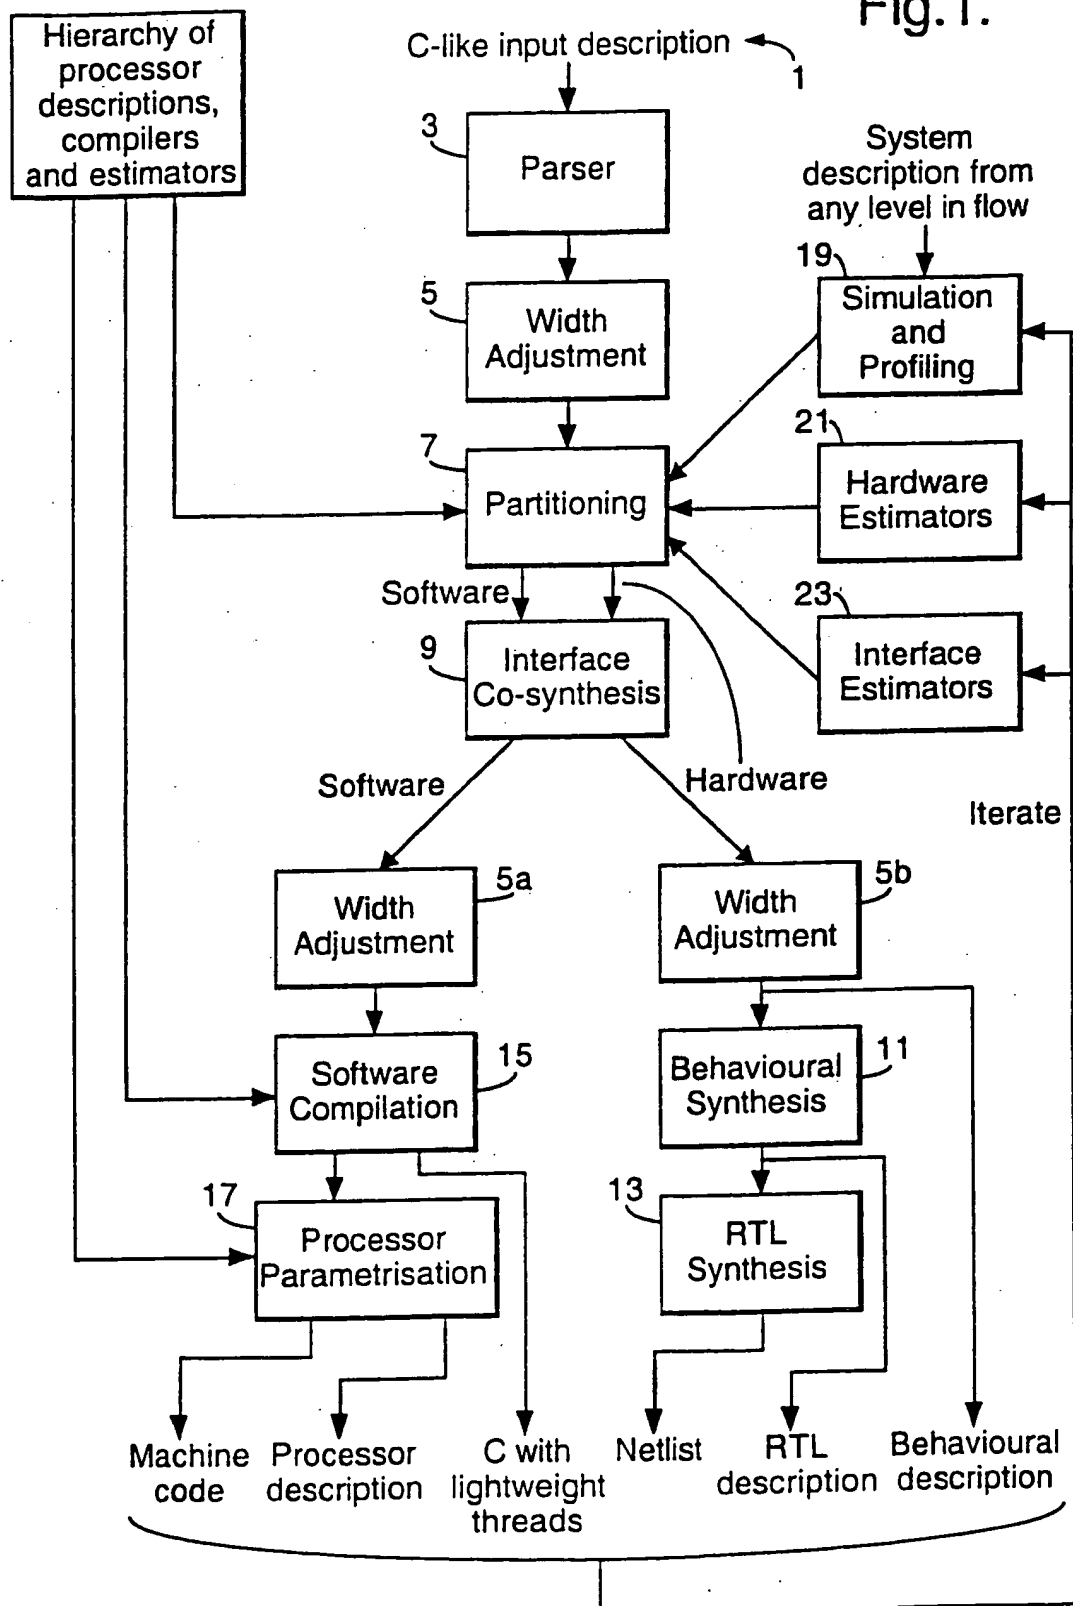 Fig.1.
Hierarchy of
processor
descriptions,
compilers
and estimators
C-like input description
1
3
Parser
System
description from
any level in flow
5
Width
Adjustment
19
Simulation
and
Profiling
7
Partitioning
21
Hardware
Estimators
Software
23
Interface
Estimators
9
Interface
Co-synthesis
Software
Hardware
Iterate
5a
Width
Adjustment
5b
Width
Adjustment
15
Software
Compilation
11
Behavioural
Synthesis
17
Processor
Parametrisation
13
RTL
Synthesis
Machine
code
Processor
description
C with
lightweight
threads
Netlist
RTL
description
Behavioural
description